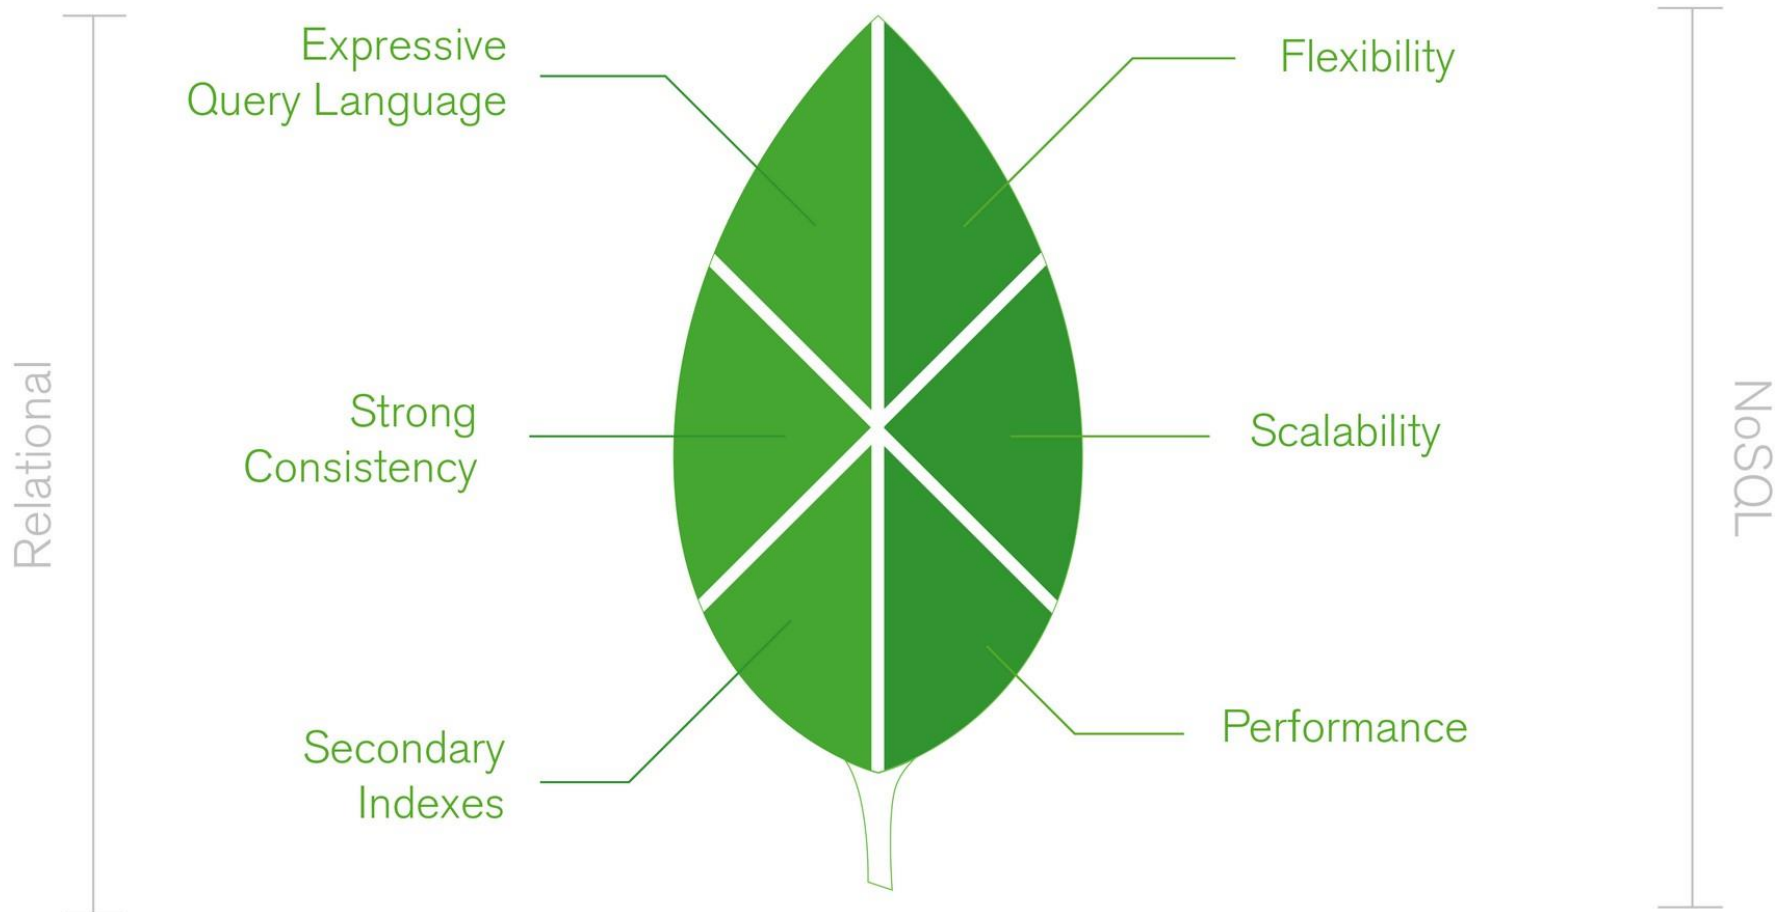 Relational
Expressive
Query Language
Strong
Consistency
Secondary
Indexes
Flexibility
Scalability
Performance
NoSQL